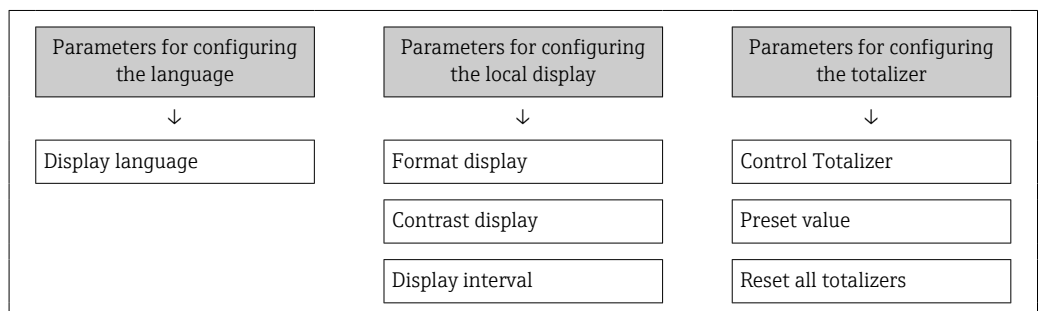 Parameters for configuring
the language
↓
Display language
Parameters for configuring
the local display
↓
Format display
Contrast display
Display interval
Parameters for configuring
the totalizer
↓
Control Totalizer
Preset value
Reset all totalizers